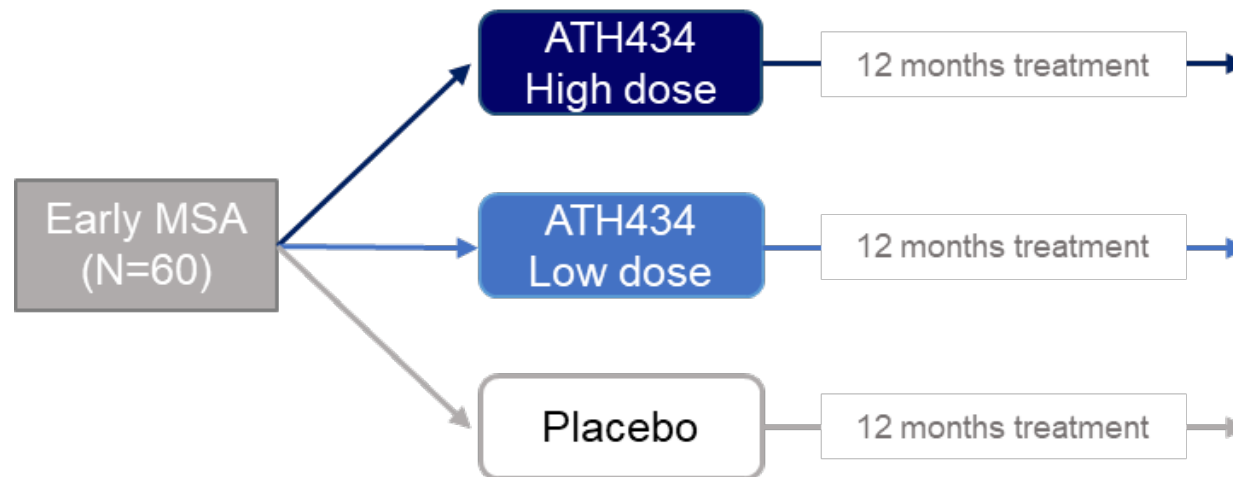 Early MSA
(N=60)
ATH434
High dose
12 months treatment
ATH434
Low dose
12 months treatment
Placebo
12 months treatment